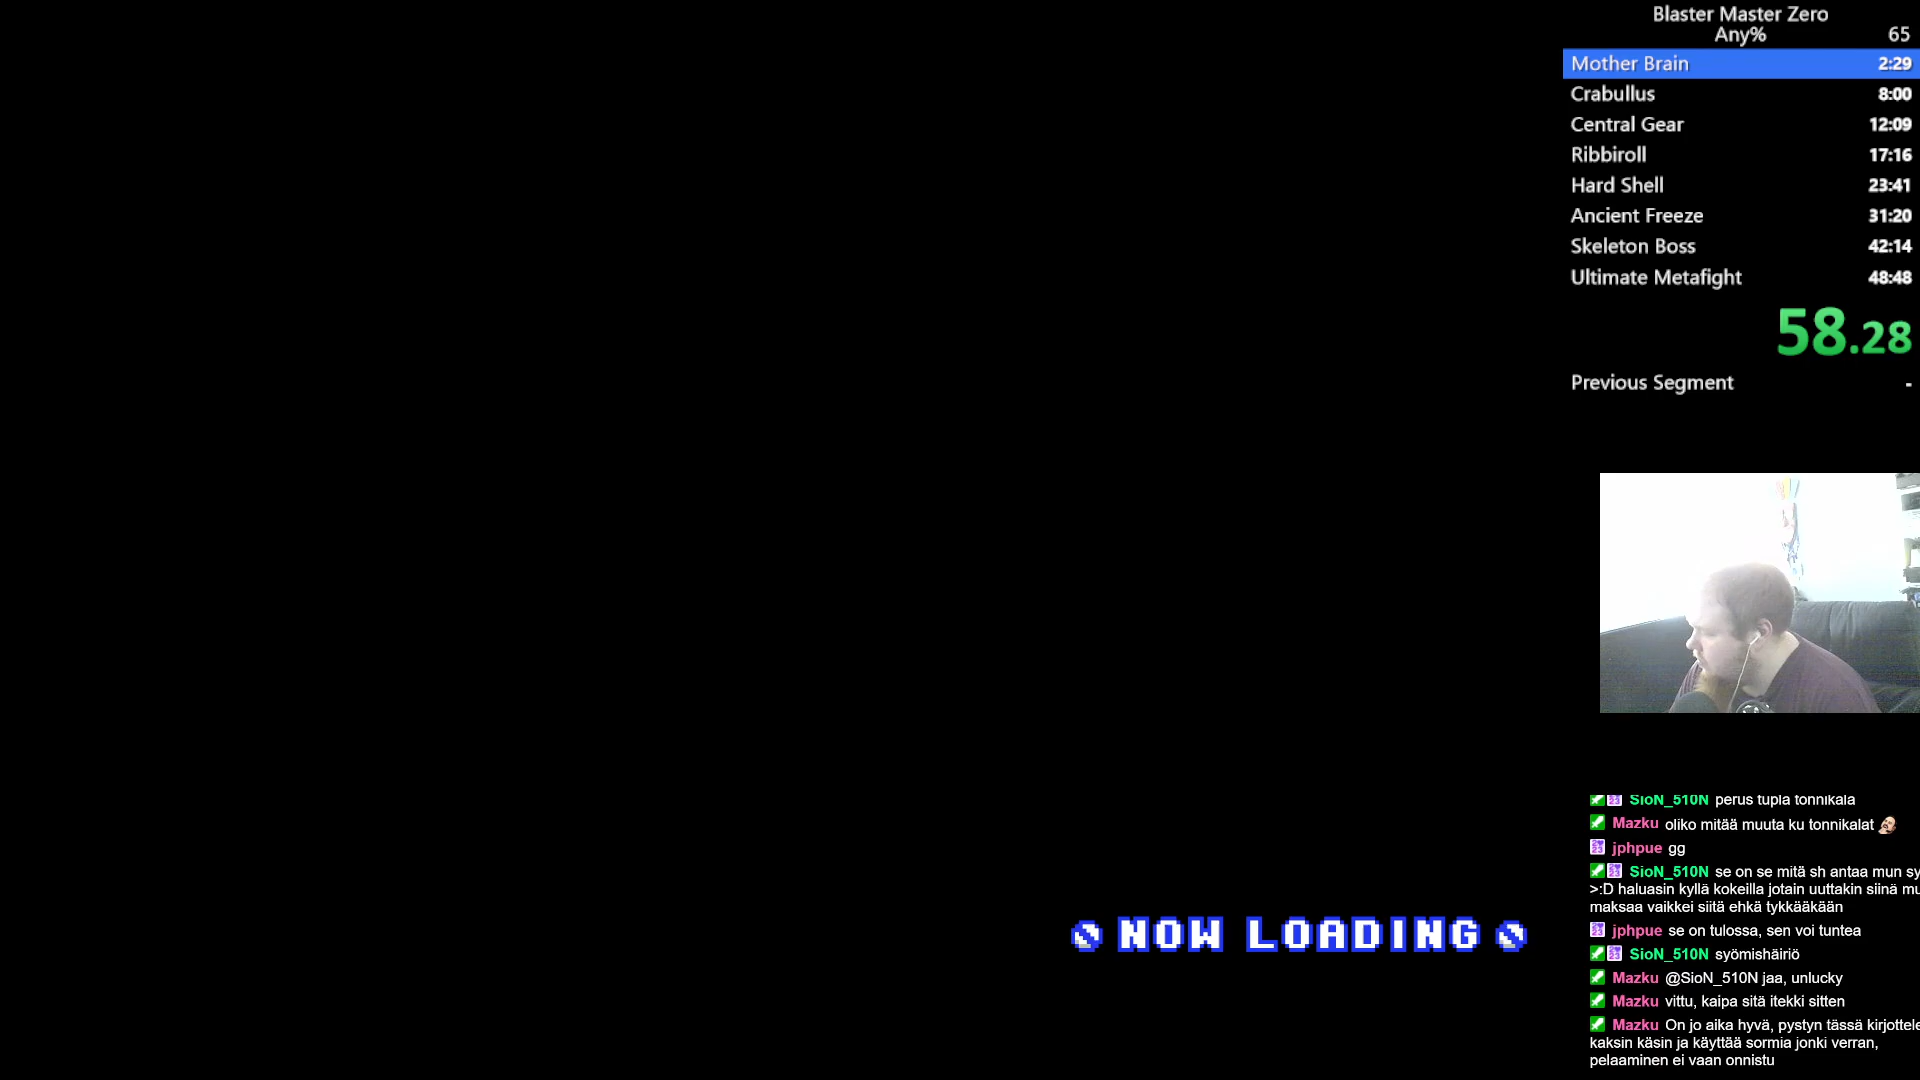 Blaster Master Zero
Any% 65
Mother Brain 2:29
Crabullus 8:00
Central Gear 12:09
Ribbiroll 17:16
Hard Shell 23:41
Ancient Freeze 31:20
Skeleton Boss 42:14
Ultimate Metafight 48:48
58.28
Previous Segment -
SioN_510N perus tupla tonnikala
Mazku oliko mitää muuta ku tonnikalat
jphpue gg
SioN_510N se on se mitä sh antaa mun sy
>:D haluasin kyllä kokeilla jotain uuttakin siinä mu
maksaa vaikkei siitä ehkä tykkääkään
jphpue se on tulossa, sen voi tuntea
SioN_510N syömishäiriö
Mazku @SioN_510N jaa, unlucky
Mazku vittu, kaipa sitä itekki sitten
Mazku On jo aika hyvä, pystyn tässä kirjottele
kaksin käsin ja käyttää sormia jonki verran,
pelaaminen ei vaan onnistu
NOW LOADING